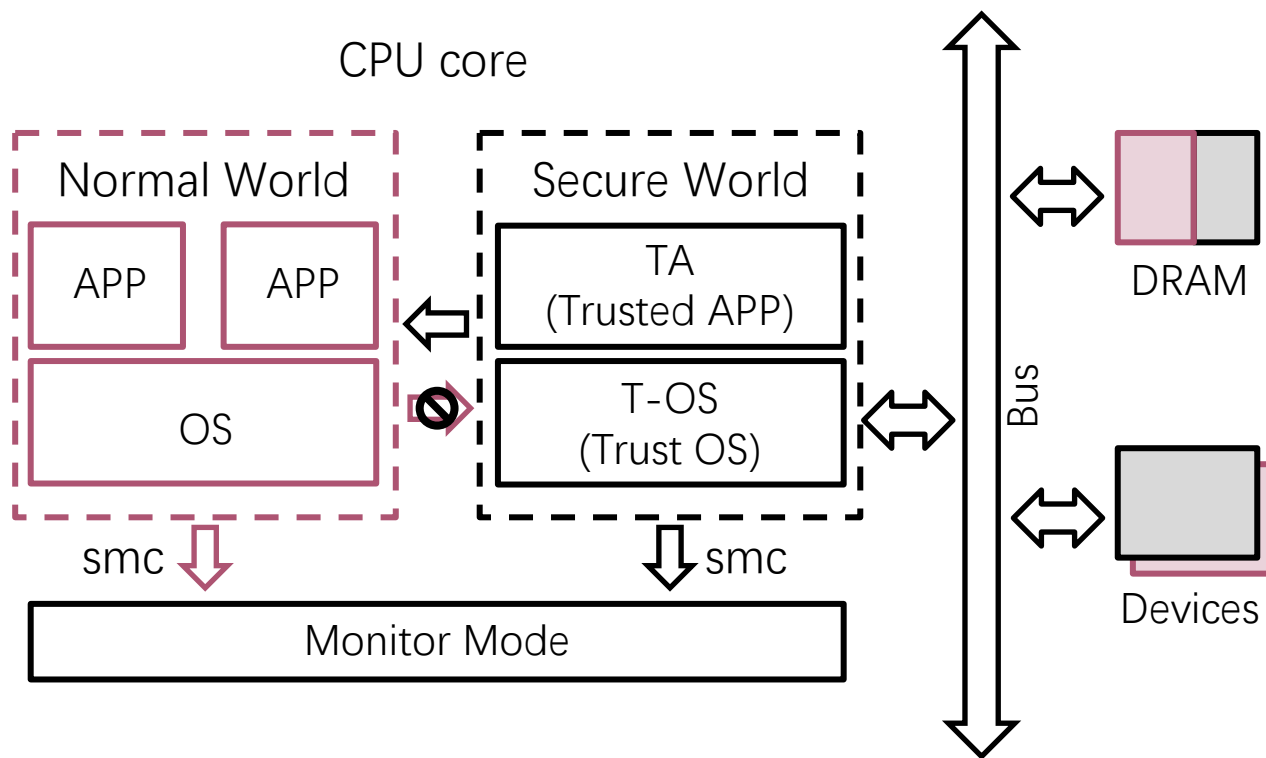 CPU core
Normal World
Secure World
APP
APP
TA
(Trusted APP)
OS
T-OS
(Trust OS)
smc
smc
Monitor Mode
Bus
DRAM
Devices